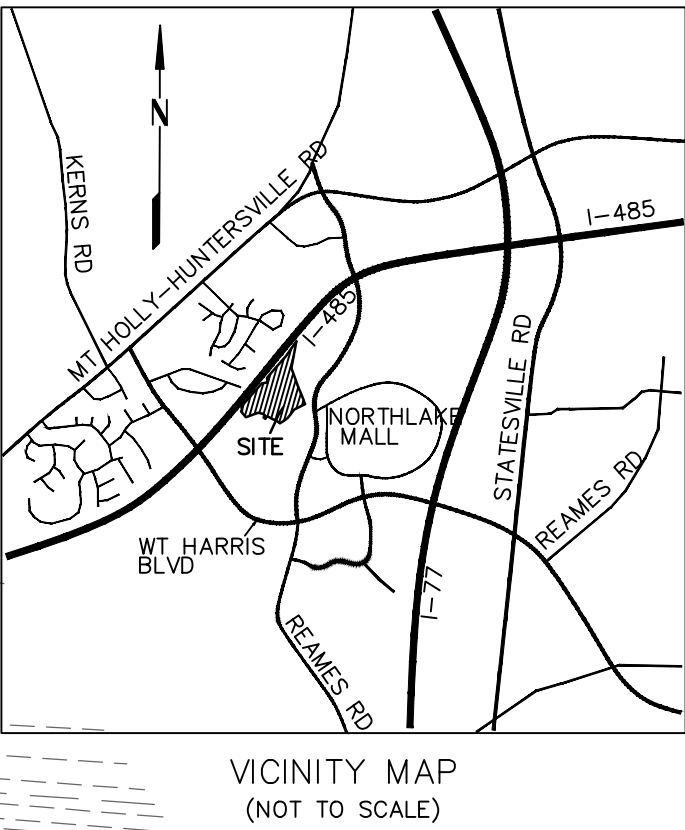 N
KERNS RD
MT HOLLY-HUNTERSVILLE RD
I-485
I-485
STATESVILLE RD
NORTHLAKE
MALL
SITE
REAMES RD
WT HARRIS
BLVD
I-77
REAMES RD
VICINITY MAP
(NOT TO SCALE)